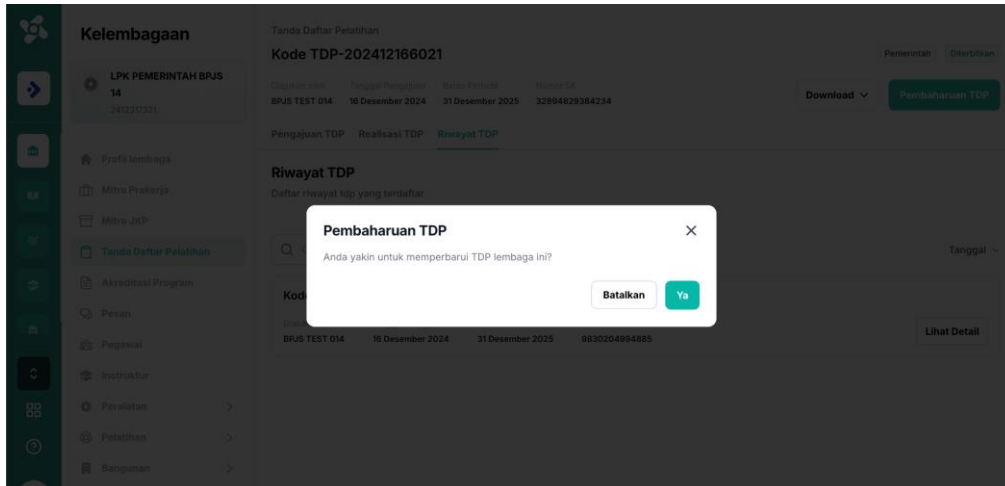 Kelembagaan
LPK PEMERINTAH BPJS
14
2412317321
Profil lembaga
Mitra Prakerja
Mitra JKP
Tanda Daftar Pelatihan
Akreditasi Program
Pesan
Pegawai
Instruktur
Peralatan
Pelatihan
Bangunan
Tanda Daftar Pelatihan
Kode TDP-202412166021
Pemerintah Diterbitkan
Diajukan oleh Tanggal Pengajuan
BPJS TEST 014 16 Desember 2024 31 Desember 2025 32894829384234
Download Pembaharuan TDP
Pengajuan TDP Realisasi TDP Riwayat TDP
Riwayat TDP
Daftar riwayat tdp yang terdaftar
Tanggal
Pembaharuan TDP
Anda yakin untuk memperbarui TDP lembaga ini?
Batalkan Ya
BPJS TEST 014 16 Desember 2024 31 Desember 2025 9830204994885
Lihat Detail